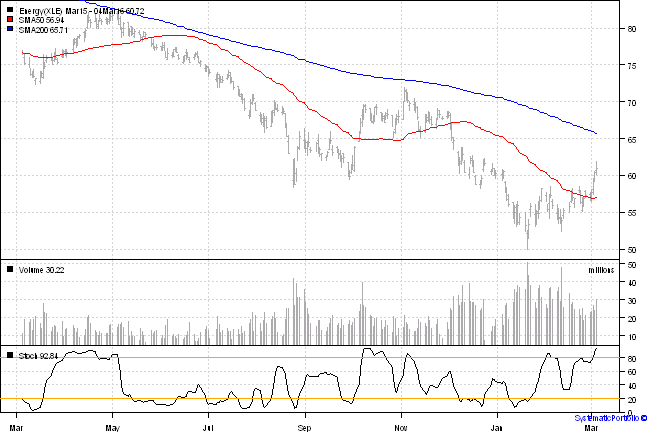 Energy(XLE) Mar15 - 04Mar16 60.72
SMA50 56.94
SMA200 65.71
80
75
70
65
60
55
50
Volume 30.22
millions
50
40
30
20
10
Stoch 92.84
80
60
40
20
0
Mar May Jul Sep Nov Jan Mar
SystematicPortfolio ©